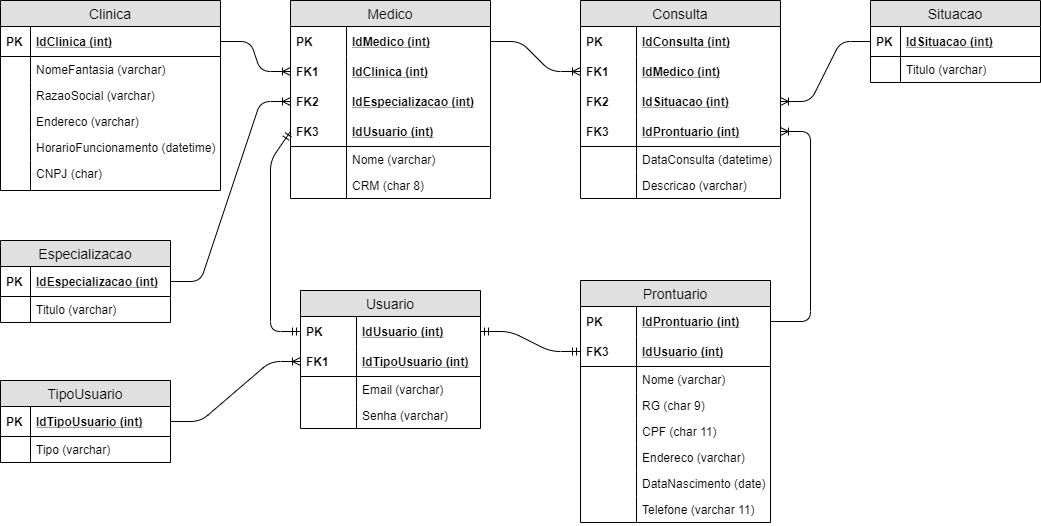 Clinica
PK IdClinica (int)
NomeFantasia (varchar)
RazaoSocial (varchar)
Endereco (varchar)
HorarioFuncionamento (datetime)
CNPJ (char)
Medico
PK IdMedico (int)
FK1 IdClinica (int)
FK2 IdEspecializacao (int)
FK3 IdUsuario (int)
Nome (varchar)
CRM (char 8)
Consulta
PK IdConsulta (int)
FK1 IdMedico (int)
FK2 IdSituacao (int)
FK3 IdProntuario (int)
DataConsulta (datetime)
Descricao (varchar)
Situacao
PK IdSituacao (int)
Titulo (varchar)
Especializacao
PK IdEspecializacao (int)
Titulo (varchar)
Usuario
PK IdUsuario (int)
FK1 IdTipoUsuario (int)
Email (varchar)
Senha (varchar)
Prontuario
PK IdProntuario (int)
FK3 IdUsuario (int)
Nome (varchar)
RG (char 9)
CPF (char 11)
Endereco (varchar)
DataNascimento (date)
Telefone (varchar 11)
TipoUsuario
PK IdTipoUsuario (int)
Tipo (varchar)